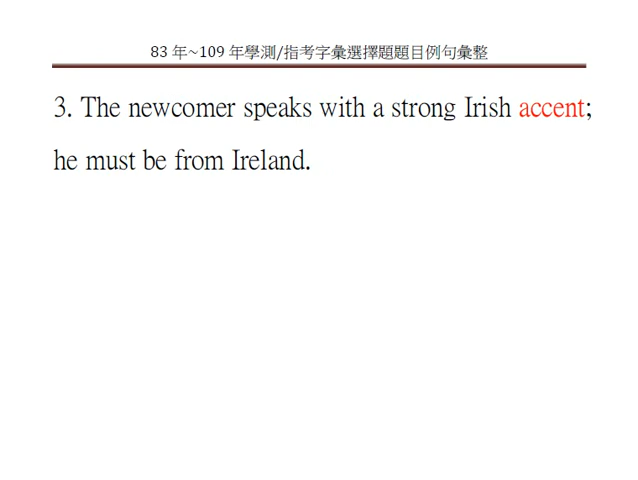 83 年~109 年學測/指考字彙選擇題題目例句彙整
3. The newcomer speaks with a strong Irish accent;
he must be from Ireland.